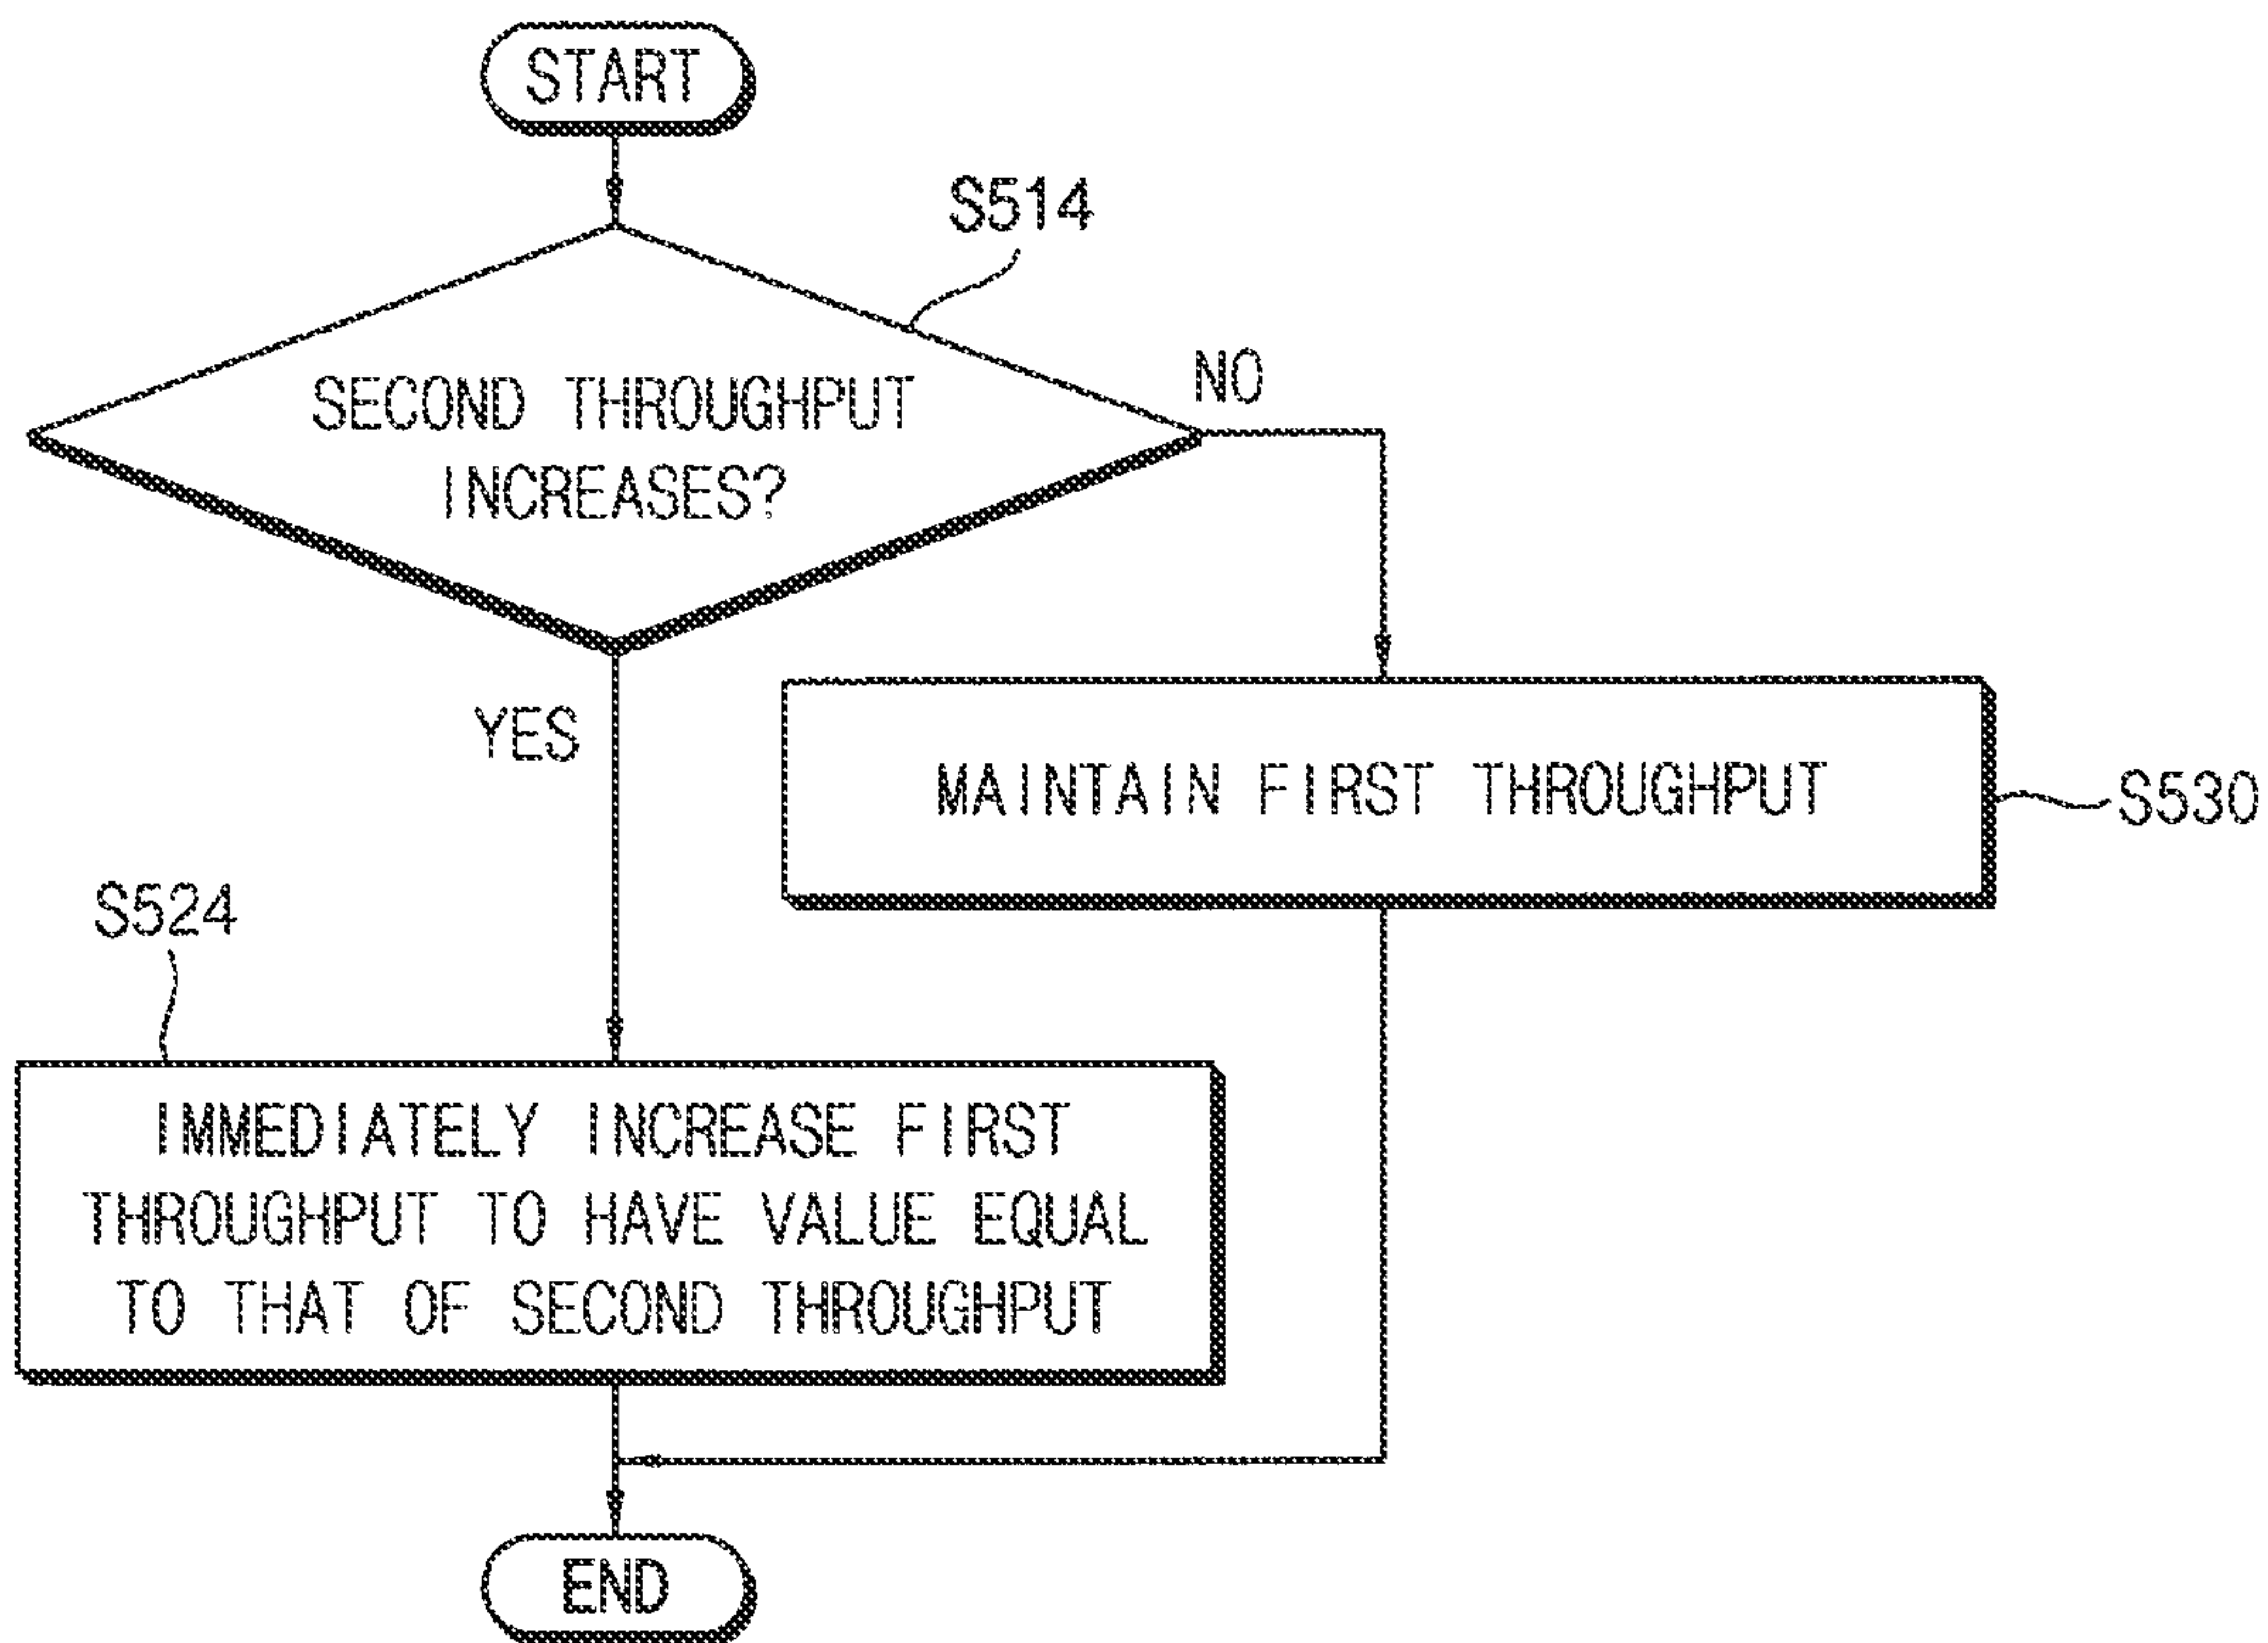 START
S514
SECOND THROUGHPUT
INCREASES?
NO
YES
MAINTAIN FIRST THROUGHPUT
S530
S524
IMMEDIATELY INCREASE FIRST
THROUGHPUT TO HAVE VALUE EQUAL
TO THAT OF SECOND THROUGHPUT
END